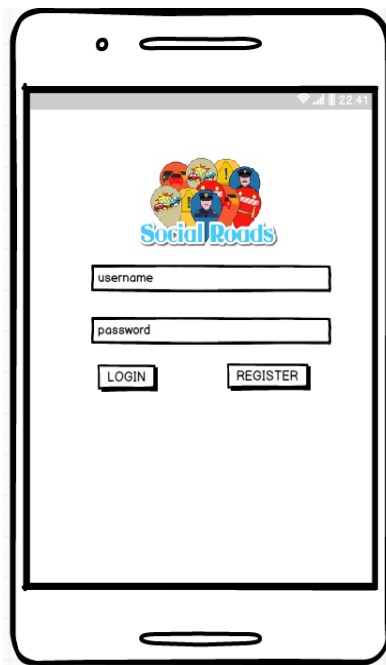 22:41
Social Roads
username
password
LOGIN REGISTER